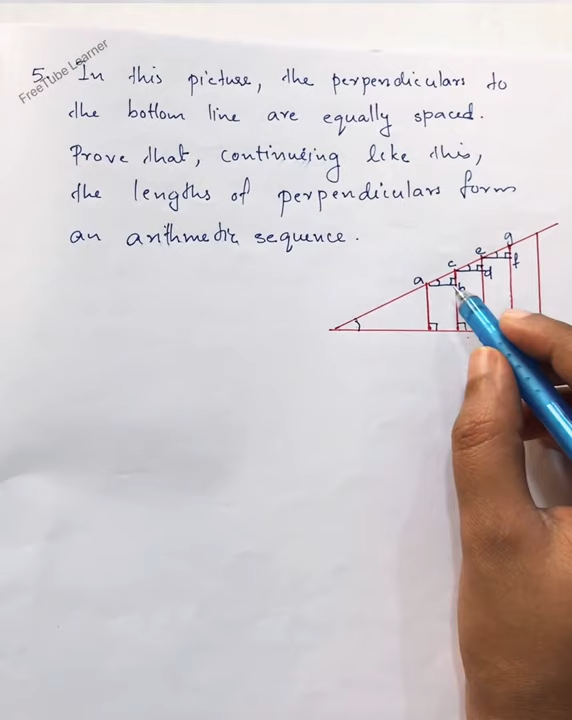 FreeTube Learner
5. In this picture, the perpendiculars to
the bottom line are equally spaced.
Prove that, continuing like this,
the lengths of perpendiculars form
an arithmetic sequence.
g
e
f
c
d
a
b